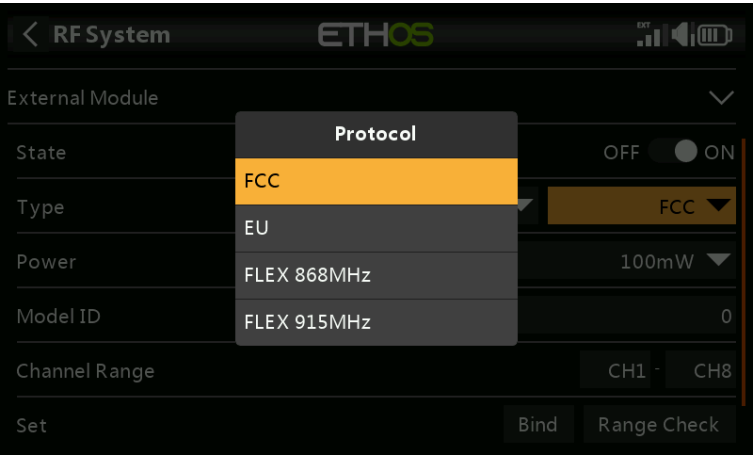 RF System ETHOS EXT
External Module
Protocol
State OFF ON
FCC
Type FCC
EU
Power 100mW
FLEX 868MHz
Model ID 0
FLEX 915MHz
Channel Range CH1 - CH8
Set Bind Range Check